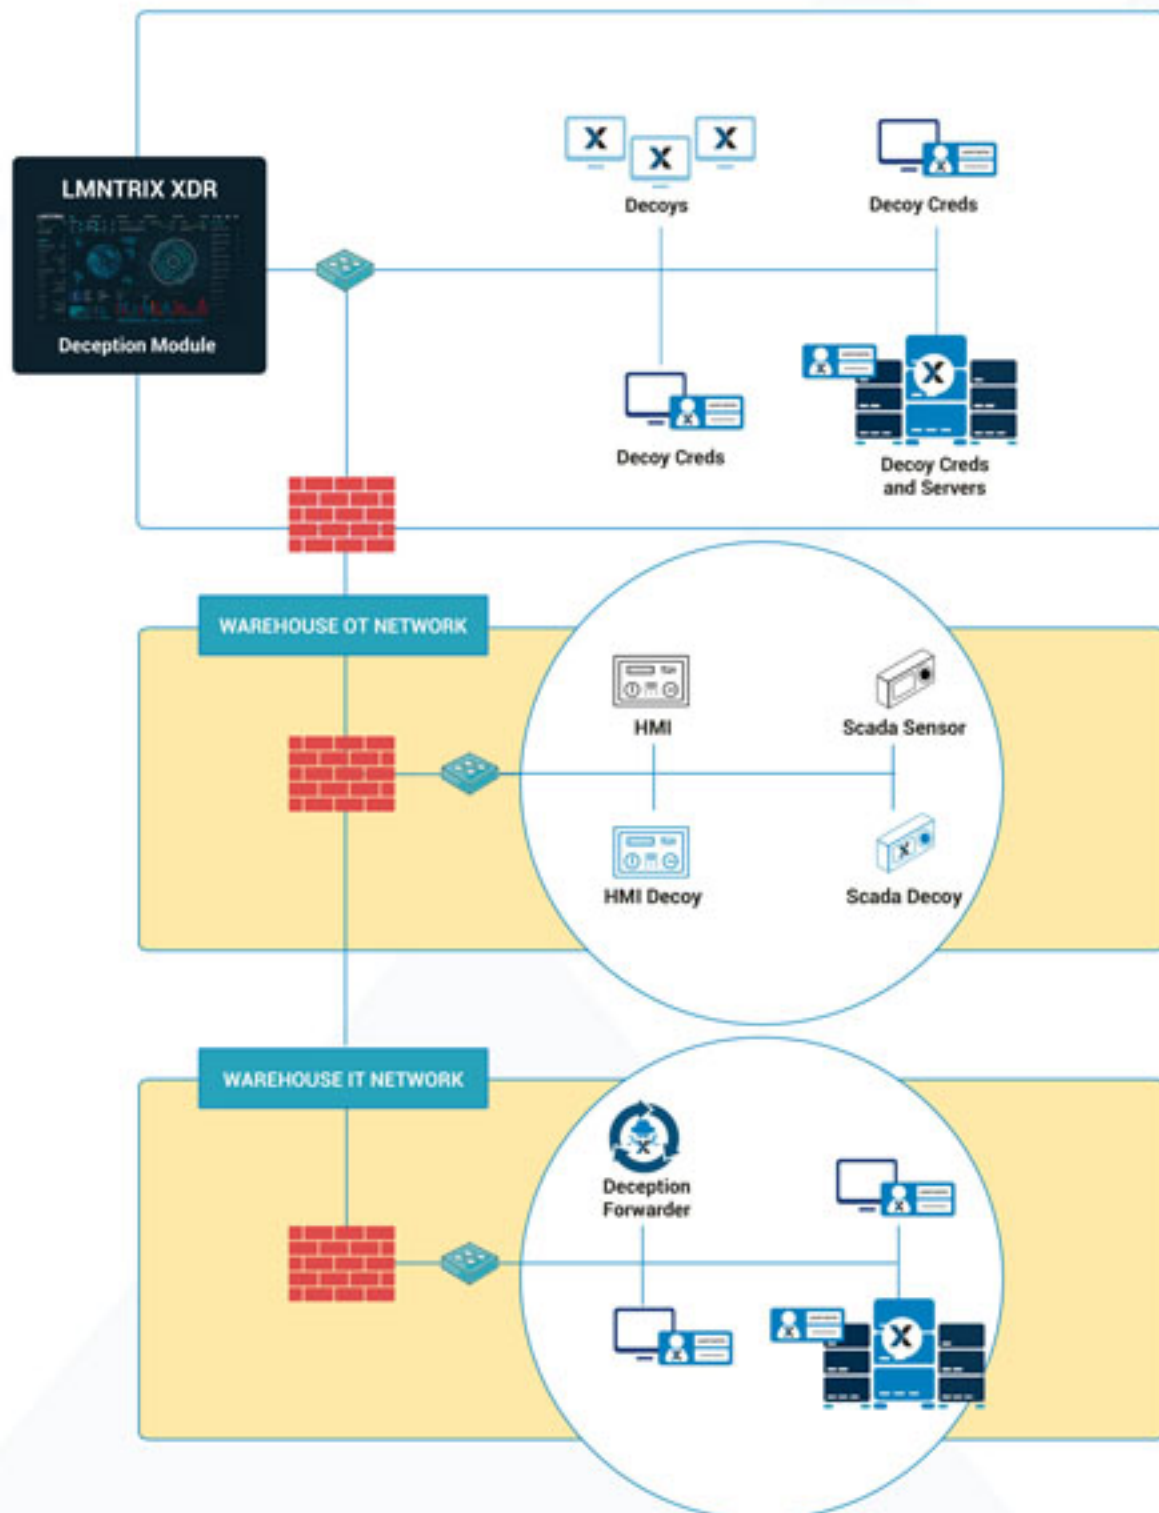 LMNTRIX XDR
Deception Module
Decoys
Decoy Creds
Decoy Creds
Decoy Creds
and Servers
WAREHOUSE OT NETWORK
HMI
Scada Sensor
HMI Decoy
Scada Decoy
WAREHOUSE IT NETWORK
Deception
Forwarder